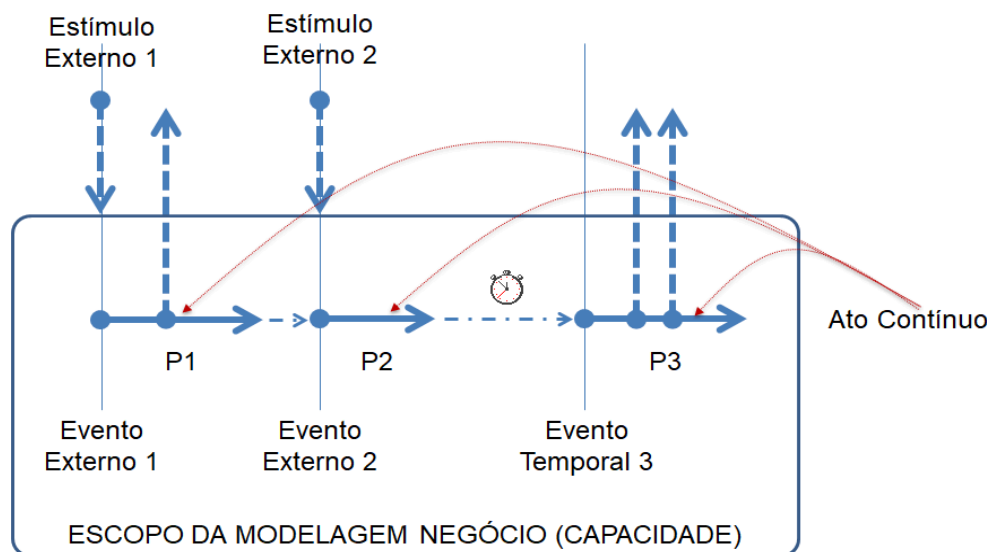 Estímulo
Externo 1
Estímulo
Externo 2
Ato Contínuo
P1
P2
P3
Evento
Externo 1
Evento
Externo 2
Evento
Temporal 3
ESCOPO DA MODELAGEM NEGÓCIO (CAPACIDADE)